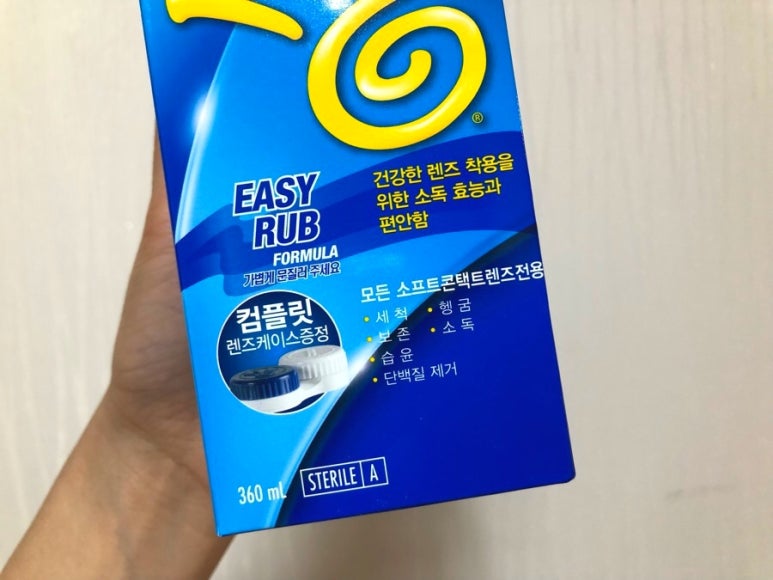 ®
건강한 렌즈 착용을
위한 소독 효능과
편안함
EASY
RUB
FORMULA
가볍게 문질러 주세요
모든 소프트콘택트렌즈전용
• 세 척 • 헹 굼
• 보 존 • 소 독
• 습 윤
• 단백질 제거
컴플릿
렌즈케이스증정
360 mL
STERILE A